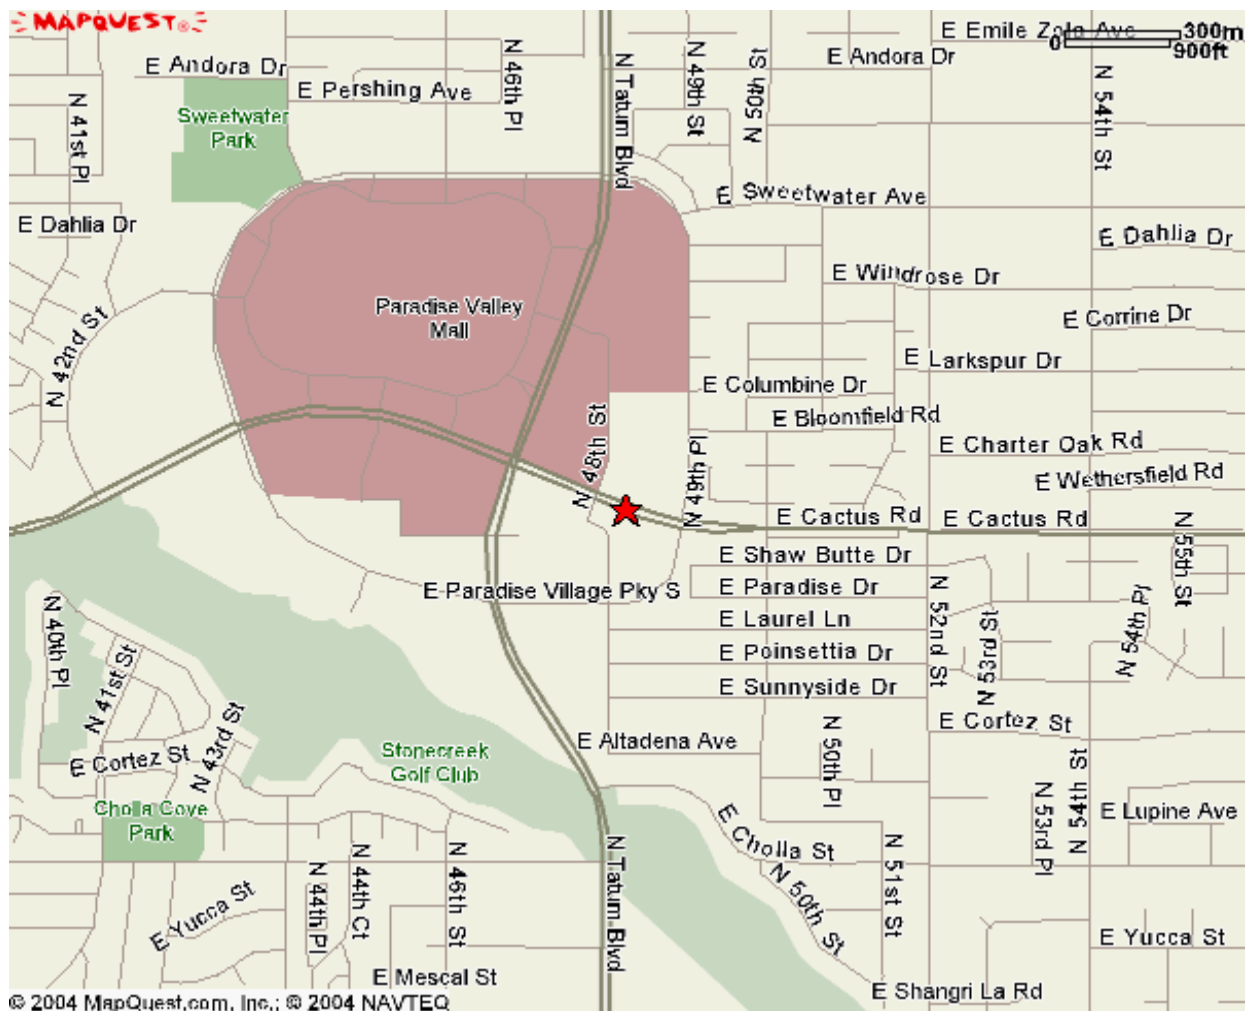 MAPQUEST®
E Emile Zola Ave
300m
0
900ft
E Andora Dr
E Andora Dr
E Pershing Ave
N 46th Pl
N Tatum Blvd
N 49th St
N 50th St
N 54th St
N 41st Pl
Sweetwater
Park
E Sweetwater Ave
E Dahlia Dr
E Dahlia Dr
E Windrose Dr
Paradise Valley
Mall
E Corrine Dr
N 42nd St
E Larkspur Dr
E Columbine Dr
E Bloomfield Rd
N 48th St
N 49th Pl
E Charter Oak Rd
E Wethersfield Rd
E Cactus Rd
E Cactus Rd
N 55th St
E Shaw Butte Dr
E Paradise Village Pky S
E Paradise Dr
N 52nd St
N 40th Pl
E Laurel Ln
N 53rd St
N 54th Pl
N 41st St
E Poinsettia Dr
E Sunnyside Dr
N 43rd St
E Cortez St
N 50th Pl
E Altadena Ave
E Cortez St
Stonecreek
Golf Club
N 54th St
N 53rd Pl
Cholla Cove
Park
E Lupine Ave
E Cholla St
N Tatum Blvd
N 51st St
N 44th Pl
N 44th Ct
N 46th St
N 50th St
E Yucca St
E Yucca St
E Mescal St
E Shangri La Rd
© 2004 MapQuest.com, Inc.; © 2004 NAVTEQ